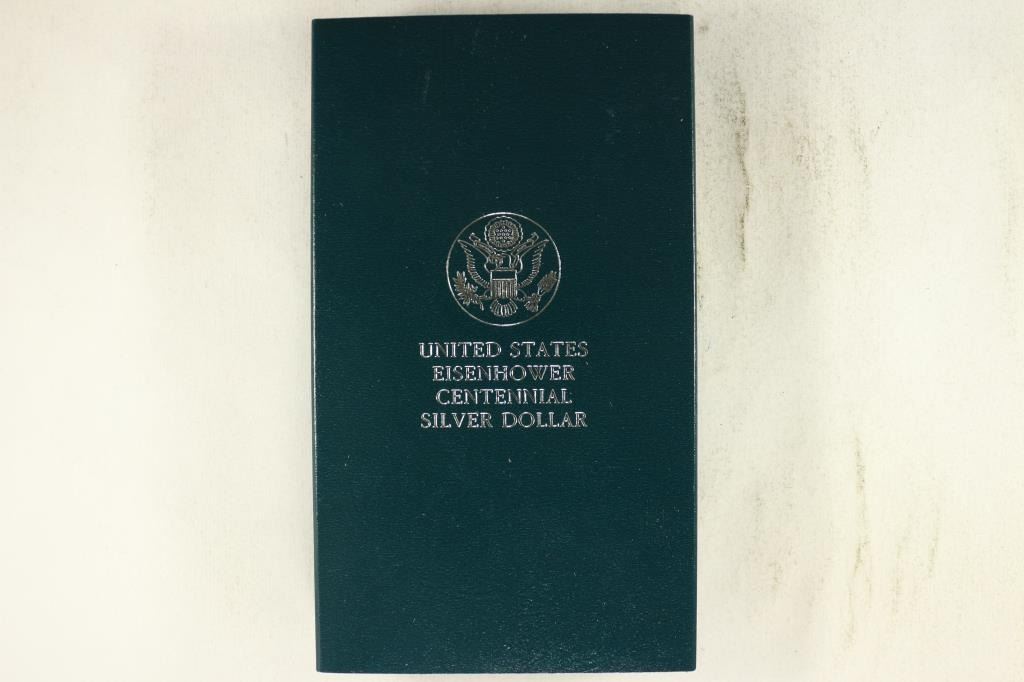 UNITED STATES
EISENHOWER
CENTENNIAL
SILVER DOLLAR